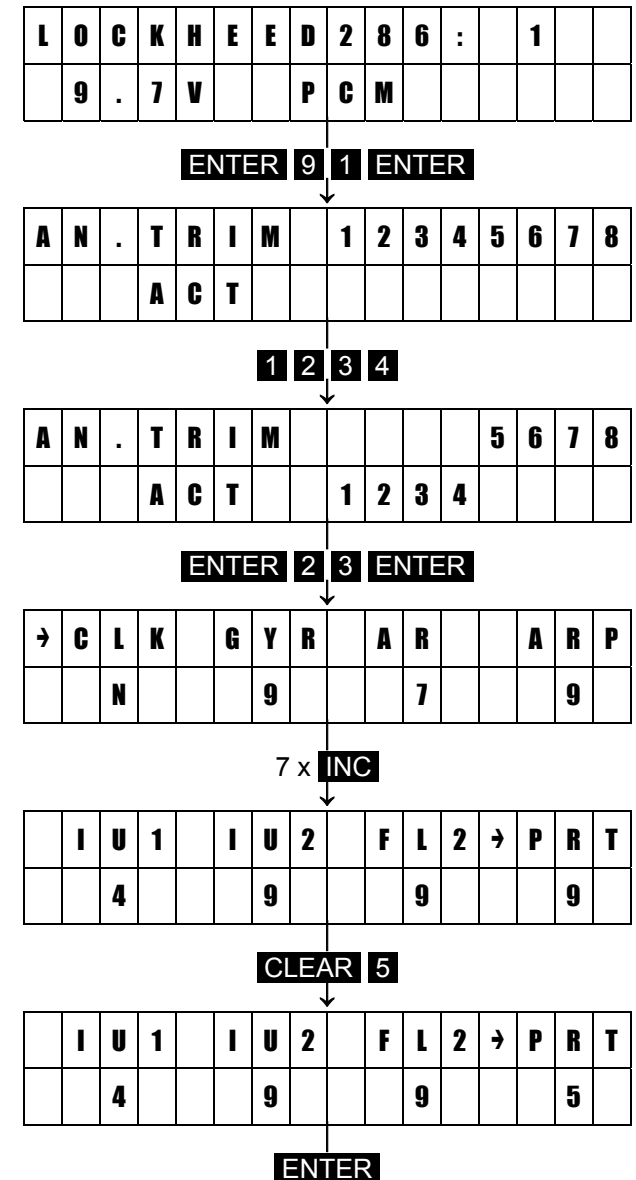 LOCKHEED286: 1
9.7V PCM
ENTER 9 1 ENTER
AN.TRIM 12345678
ACT
1 2 3 4
AN.TRIM 5678
ACT 1234
ENTER 2 3 ENTER
→CLK GYR AR ARP
N 9 7 9
7 x INC
IU1 IU2 FL2→PRT
4 9 9 9
CLEAR 5
IU1 IU2 FL2→PRT
4 9 9 5
ENTER